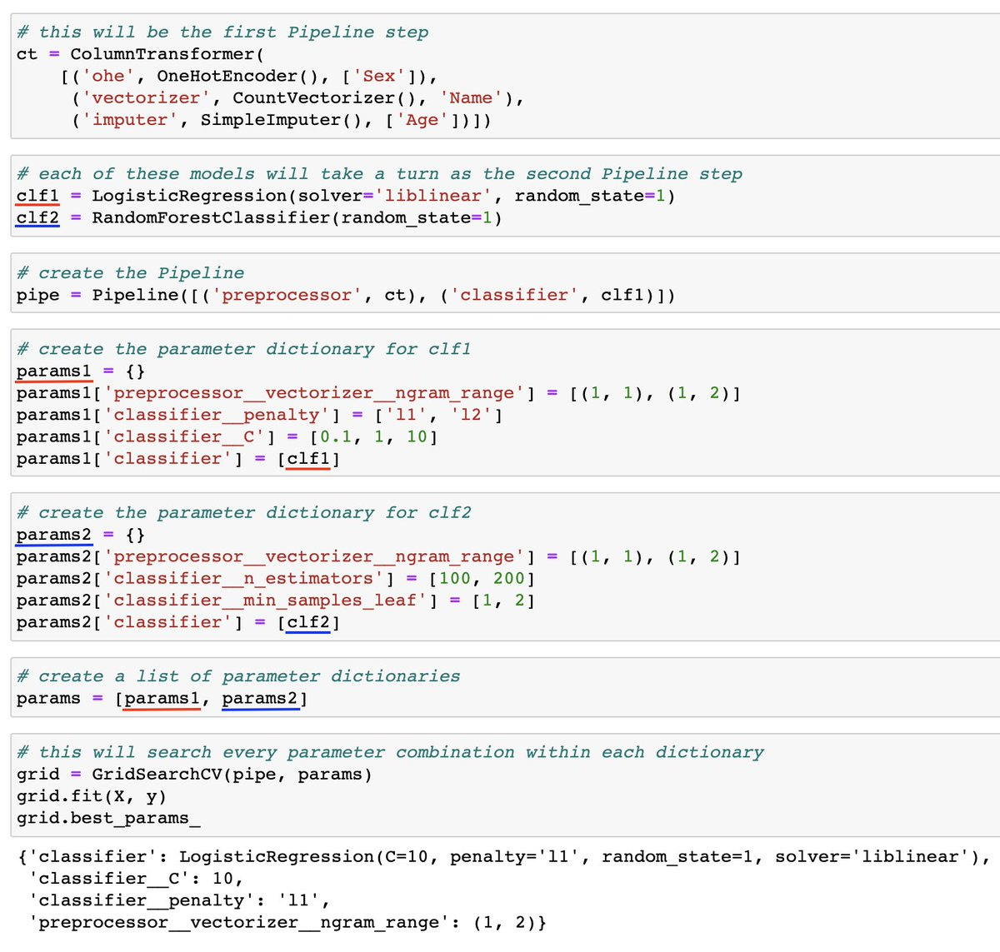 # this will be the first Pipeline step
ct = ColumnTransformer(
    [('ohe', OneHotEncoder(), ['Sex']),
     ('vectorizer', CountVectorizer(), 'Name'),
     ('imputer', SimpleImputer(), ['Age'])])
# each of these models will take a turn as the second Pipeline step
clf1 = LogisticRegression(solver='liblinear', random_state=1)
clf2 = RandomForestClassifier(random_state=1)
# create the Pipeline
pipe = Pipeline([('preprocessor', ct), ('classifier', clf1)])
# create the parameter dictionary for clf1
params1 = {}
params1['preprocessor__vectorizer__ngram_range'] = [(1, 1), (1, 2)]
params1['classifier__penalty'] = ['l1', 'l2']
params1['classifier__C'] = [0.1, 1, 10]
params1['classifier'] = [clf1]
# create the parameter dictionary for clf2
params2 = {}
params2['preprocessor__vectorizer__ngram_range'] = [(1, 1), (1, 2)]
params2['classifier__n_estimators'] = [100, 200]
params2['classifier__min_samples_leaf'] = [1, 2]
params2['classifier'] = [clf2]
# create a list of parameter dictionaries
params = [params1, params2]
# this will search every parameter combination within each dictionary
grid = GridSearchCV(pipe, params)
grid.fit(X, y)
grid.best_params_
{'classifier': LogisticRegression(C=10, penalty='l1', random_state=1, solver='liblinear'),
 'classifier__C': 10,
 'classifier__penalty': 'l1',
 'preprocessor__vectorizer__ngram_range': (1, 2)}